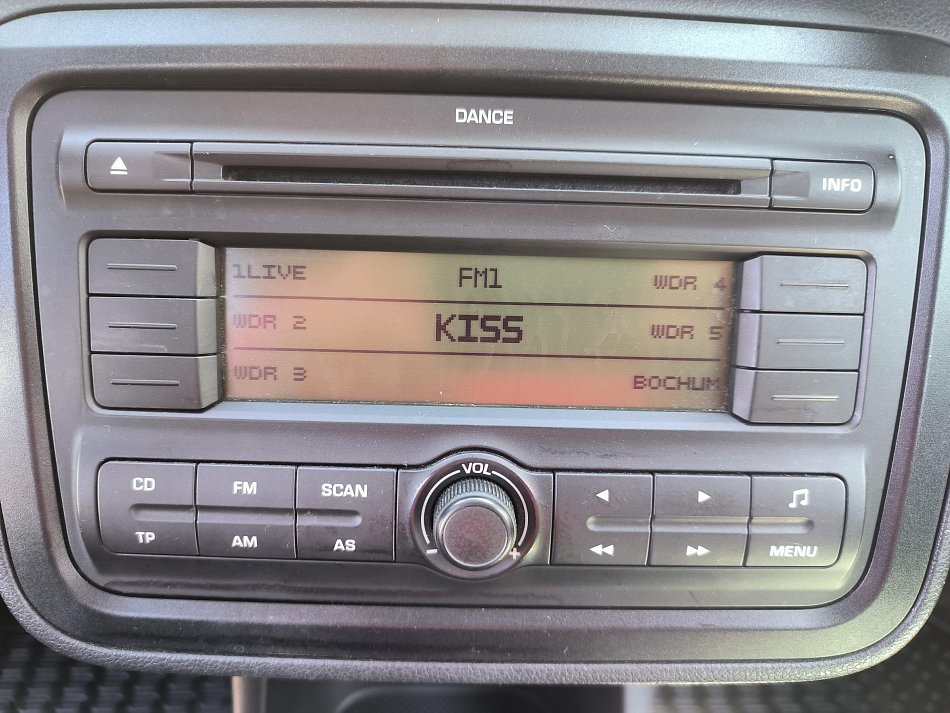 DANCE
INFO
1LIVE FM1 WDR 4
WDR 2 KISS WDR 5
WDR 3 BOCHUM
VOL
CD FM SCAN
TP AM AS MENU
- +